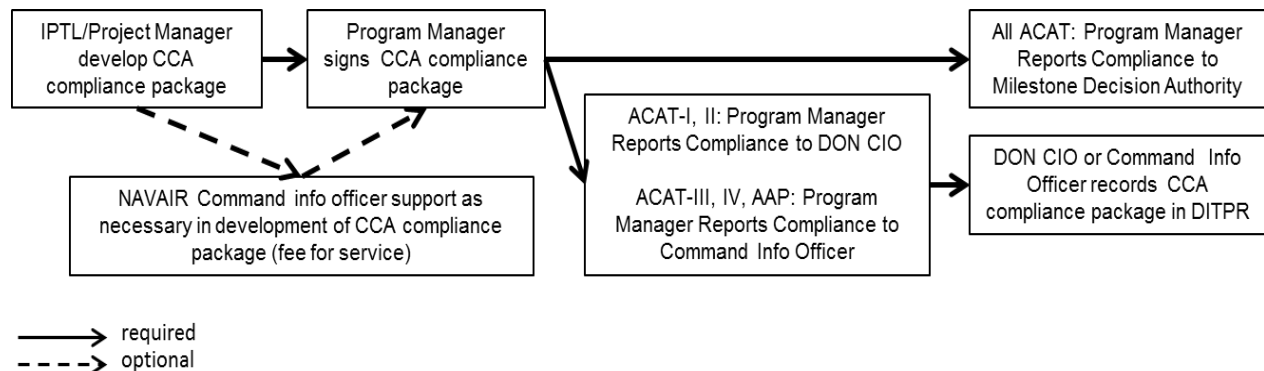 IPTL/Project Manager
develop CCA
compliance package
Program Manager
signs CCA compliance
package
All ACAT: Program Manager
Reports Compliance to
Milestone Decision Authority
NAVAIR Command info officer support as
necessary in development of CCA compliance
package (fee for service)
ACAT-I, II: Program Manager
Reports Compliance to DON CIO
ACAT-III, IV, AAP: Program
Manager Reports Compliance to
Command Info Officer
DON CIO or Command Info
Officer records CCA
compliance package in DITPR
required
optional